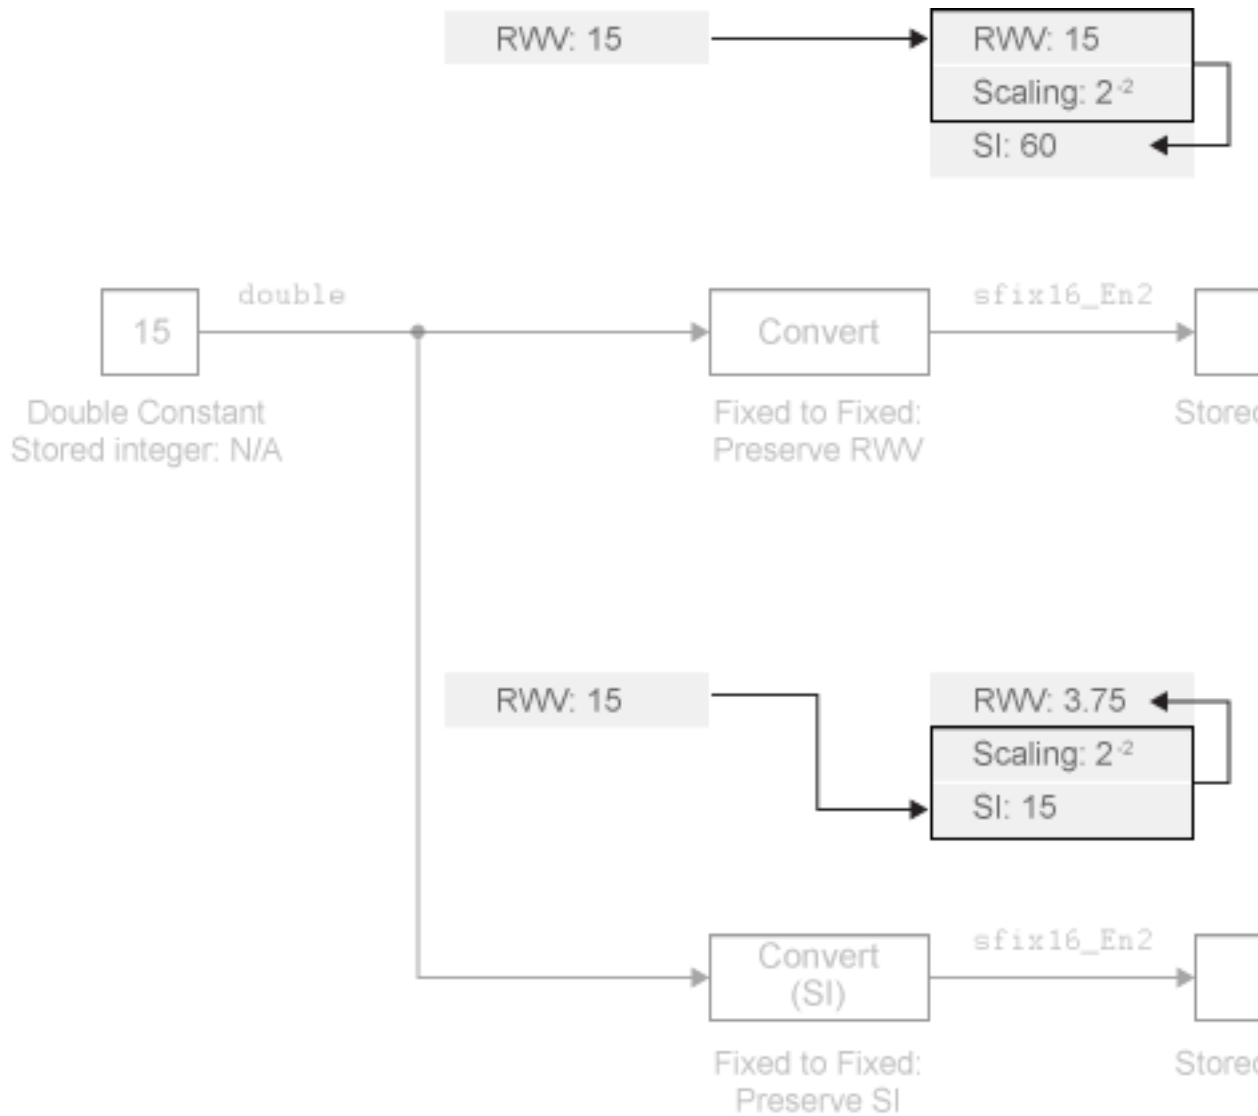 RWV: 15
RWV: 15
Scaling: 2^-2
SI: 60
double
sfix16_En2
15
Convert
Double Constant
Stored integer: N/A
Fixed to Fixed:
Preserve RWV
RWV: 15
RWV: 3.75
Scaling: 2^-2
SI: 15
Convert
(SI)
sfix16_En2
Fixed to Fixed:
Preserve SI